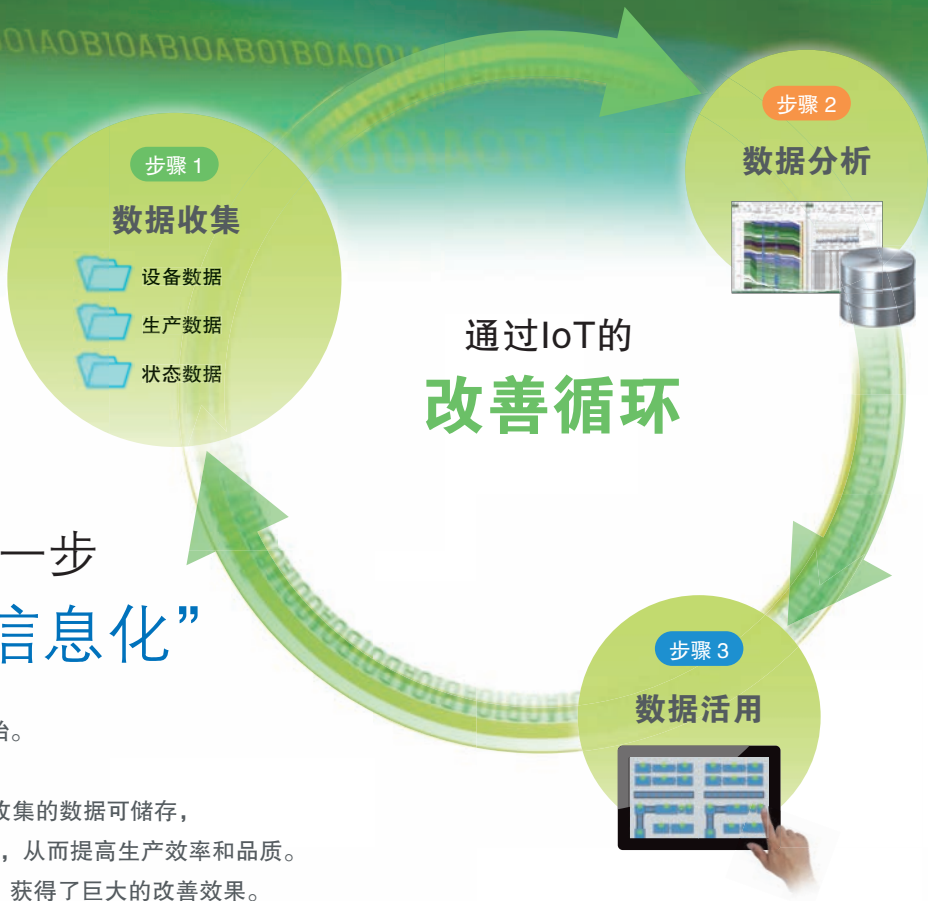 步骤 1
数据收集
设备数据
生产数据
状态数据
步骤 2
数据分析
通过IoT的
改善循环
步骤 3
数据活用
一步
信息化”
始。
收集的数据可储存，
，从而提高生产效率和品质。
获得了巨大的改善效果。